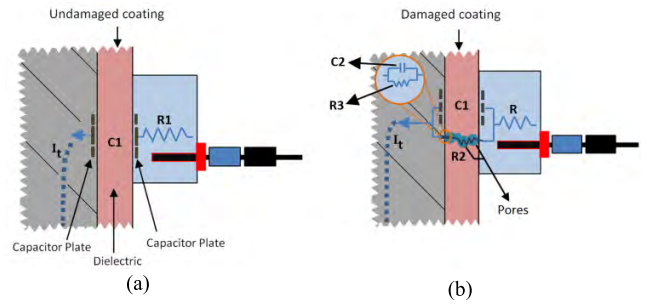 Undamaged coating
C1
R1
It
Capacitor Plate
Capacitor Plate
Dielectric
(a)
Damaged coating
C2
R3
C1
R
It
R2
Pores
(b)